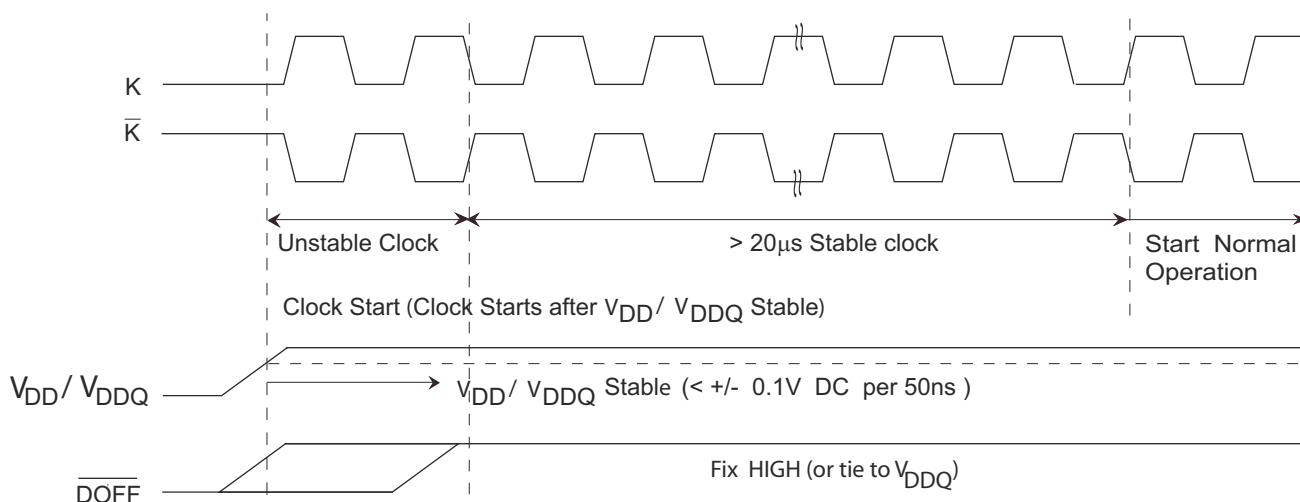 K
K
Unstable Clock
> 20μs Stable clock
Start Normal
Operation
Clock Start (Clock Starts after VDD/ VDDQ Stable)
VDD/ VDDQ
VDD/ VDDQ Stable (< +/- 0.1V DC per 50ns )
Fix HIGH (or tie to VDDQ)
DOFF